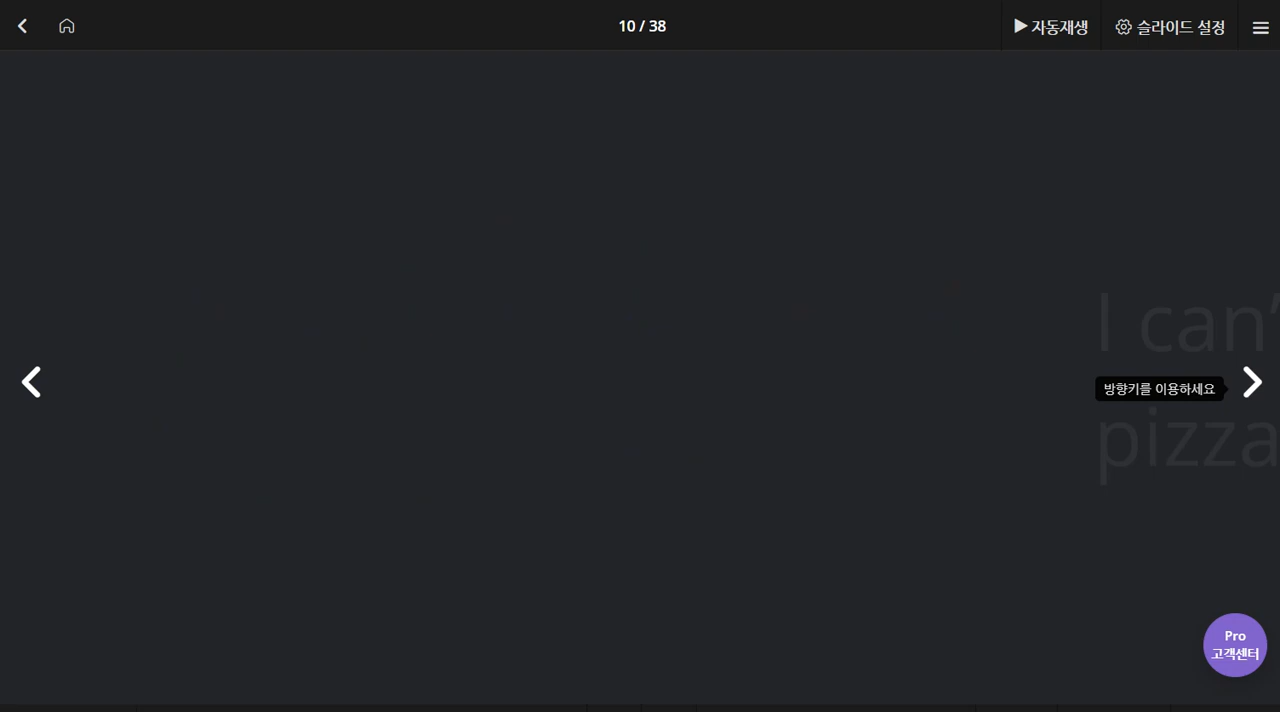 10 / 38
자동재생
슬라이드 설정
I can'
방향키를 이용하세요
pizza
Pro
고객센터